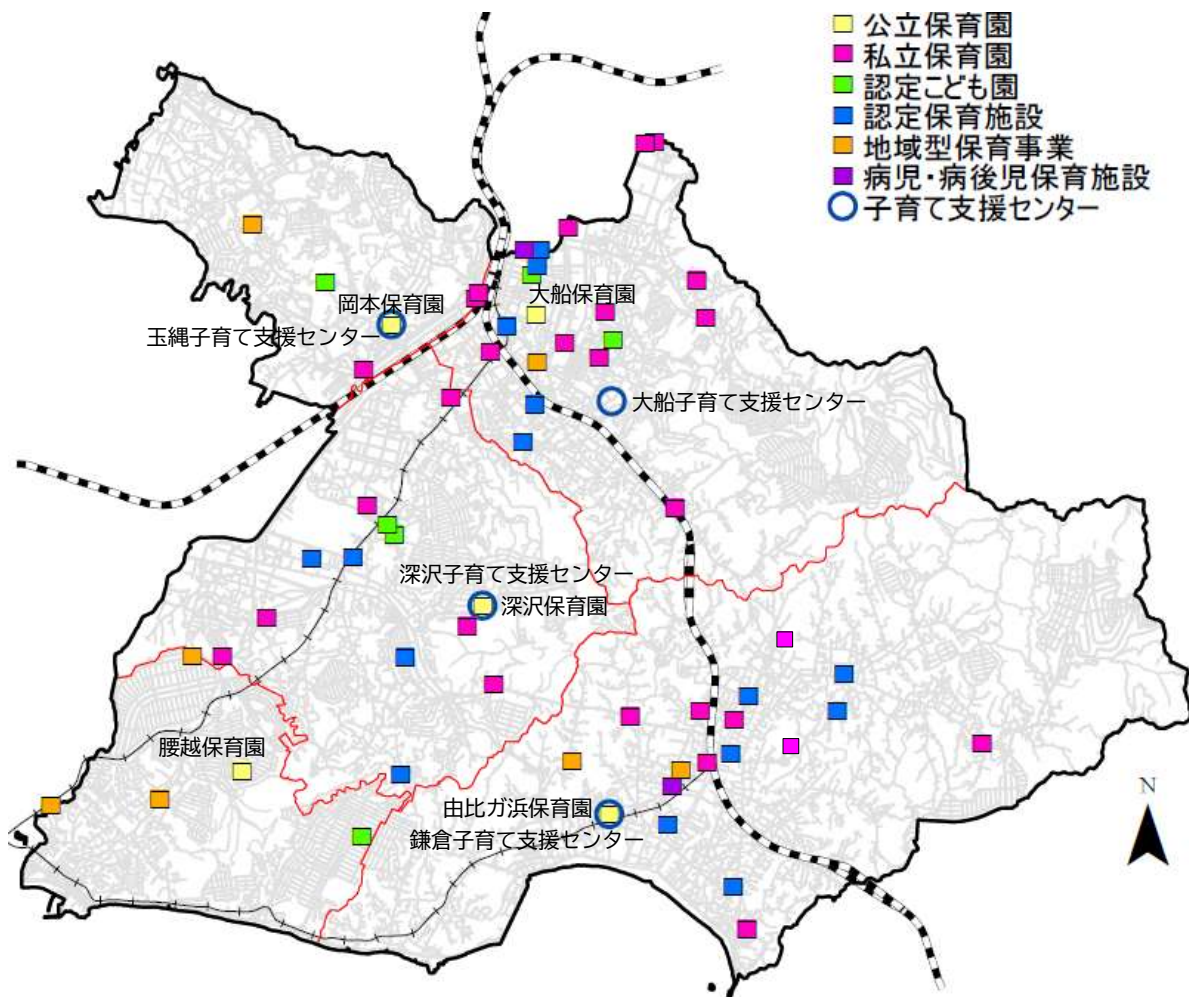 公立保育園
私立保育園
認定こども園
認定保育施設
地域型保育事業
病児・病後児保育施設
子育て支援センター
岡本保育園
大船保育園
玉縄子育て支援センター
大船子育て支援センター
深沢子育て支援センター
深沢保育園
腰越保育園
由比ガ浜保育園
鎌倉子育て支援センター
N